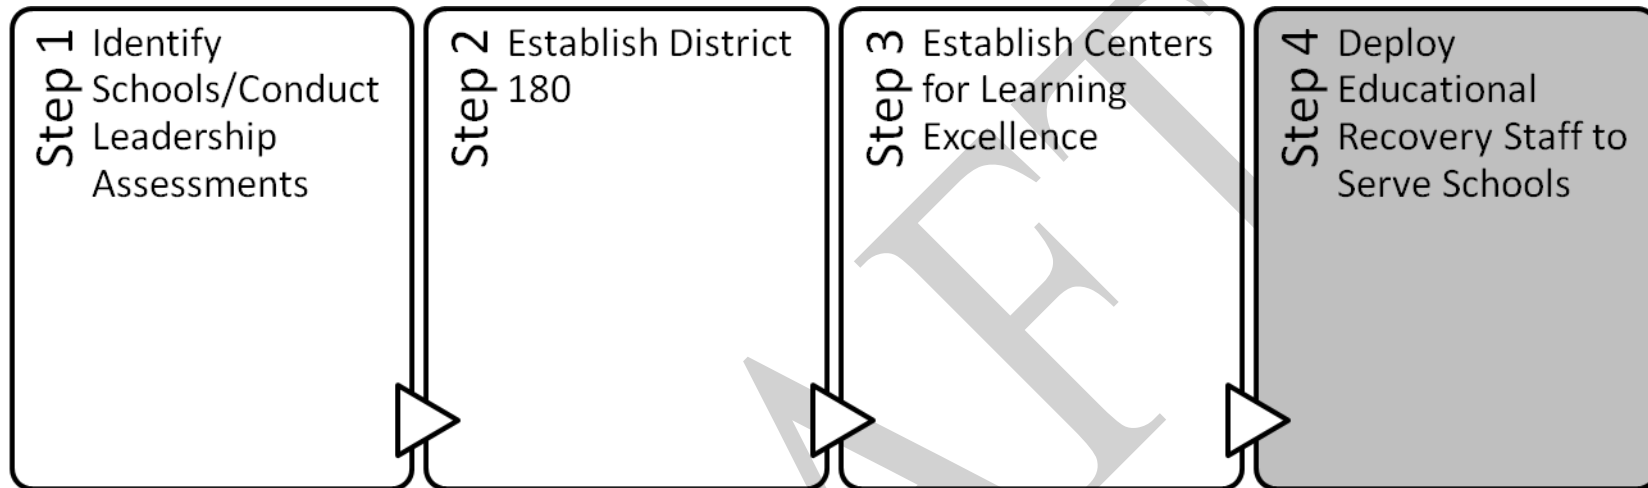 Step 1
Identify
Schools/Conduct
Leadership
Assessments
Step 2
Establish District
180
Step 3
Establish Centers
for Learning
Excellence
Step 4
Deploy
Educational
Recovery Staff to
Serve Schools
AFT